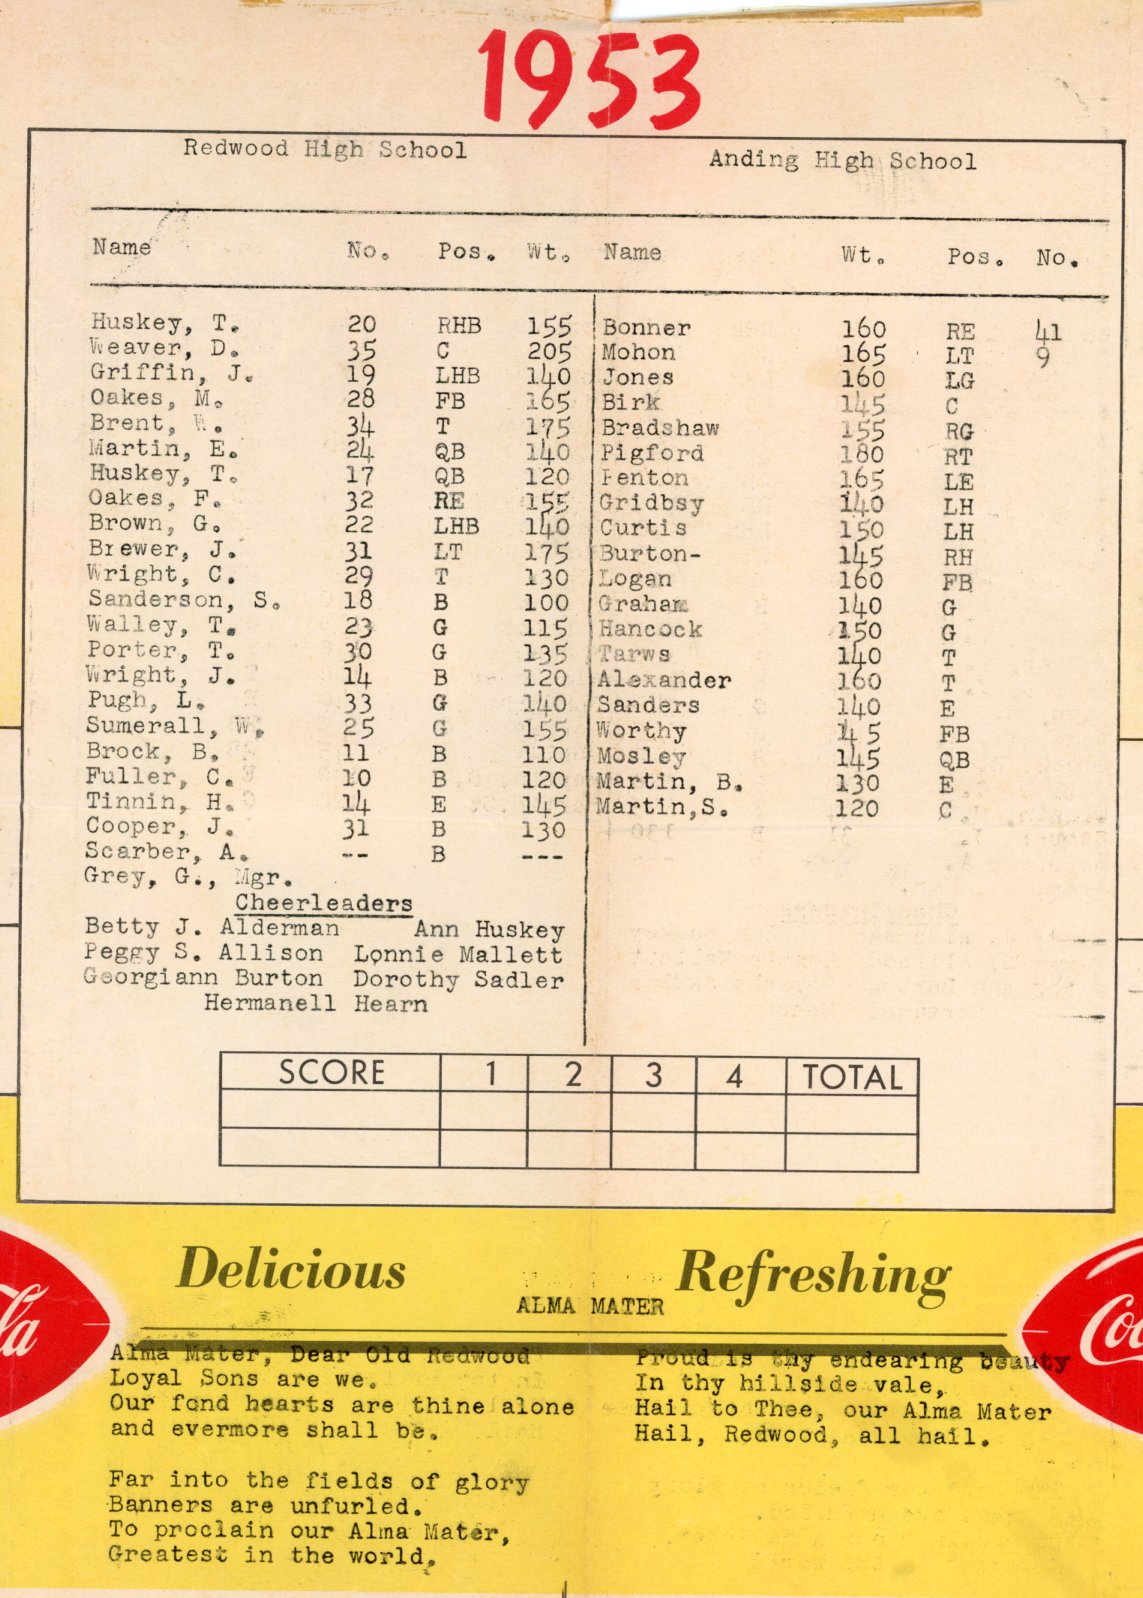 1953
Redwood High School
Anding High School
Name No. Pos. Wt. Name Wt. Pos. No.
Huskey, T. 20 RHB 155 Bonner 160 RE 41
Weaver, D. 35 C 205 Mohon 165 LT 9
Griffin, J. 19 LHB 140 Jones 160 LG
Oakes, M. 28 FB 165 Birk 145 C
Brent, W. 34 T 175 Bradshaw 155 RG
Martin, E. 24 QB 140 Pigford 180 RT
Huskey, T. 17 QB 120 Fenton 165 LE
Oakes, F. 32 RE 155 Gridbsy 140 LH
Brown, G. 22 LHB 140 Curtis 150 LH
Brewer, J. 31 LT 175 Burton- 145 RH
Wright, C. 29 T 130 Logan 160 FB
Sanderson, S. 18 B 100 Graham 140 G
Walley, T. 23 G 115 Hancock 150 G
Porter, T. 30 G 135 Tarws 140 T
Wright, J. 14 B 120 Alexander 160 T
Pugh, L. 33 G 140 Sanders 140 E
Sumerall, W. 25 G 155 Worthy 145 FB
Brock, B. 11 B 110 Mosley 145 QB
Fuller, C. 10 B 120 Martin, B. 130 E
Tinnin, H. 14 E 145 Martin,S. 120 C
Cooper, J. 31 B 130
Scarber, A. -- B ---
Grey, G., Mgr.
Cheerleaders
Betty J. Alderman Ann Huskey
Peggy S. Allison Lonnie Mallett
Georgiann Burton Dorothy Sadler
Hermanell Hearn
SCORE 1 2 3 4 TOTAL
Delicious Refreshing
ALMA MATER
Alma Mater, Dear Old Redwood
Loyal Sons are we.
Our fond hearts are thine alone
and evermore shall be.
Far into the fields of glory
Banners are unfurled.
To proclain our Alma Mater,
Greatest in the world,
Proud is thy endearing beauty
In thy hillside vale,
Hail to Thee, our Alma Mater
Hail, Redwood, all hail.